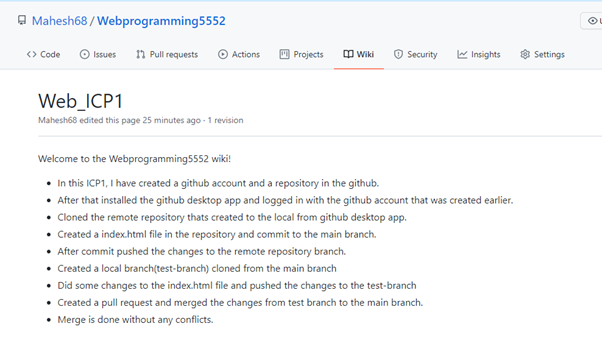 Mahesh68 / Webprogramming5552
Code Issues Pull requests Actions Projects Wiki Security Insights Settings
Web_ICP1
Mahesh68 edited this page 25 minutes ago · 1 revision
Welcome to the Webprogramming5552 wiki!
• In this ICP1, I have created a github account and a repository in the github.
• After that installed the github desktop app and logged in with the github account that was created earlier.
• Cloned the remote repository thats created to the local from github desktop app.
• Created a index.html file in the repository and commit to the main branch.
• After commit pushed the changes to the remote repository branch.
• Created a local branch(test-branch) cloned from the main branch
• Did some changes to the index.html file and pushed the changes to the test-branch
• Created a pull request and merged the changes from test branch to the main branch.
• Merge is done without any conflicts.